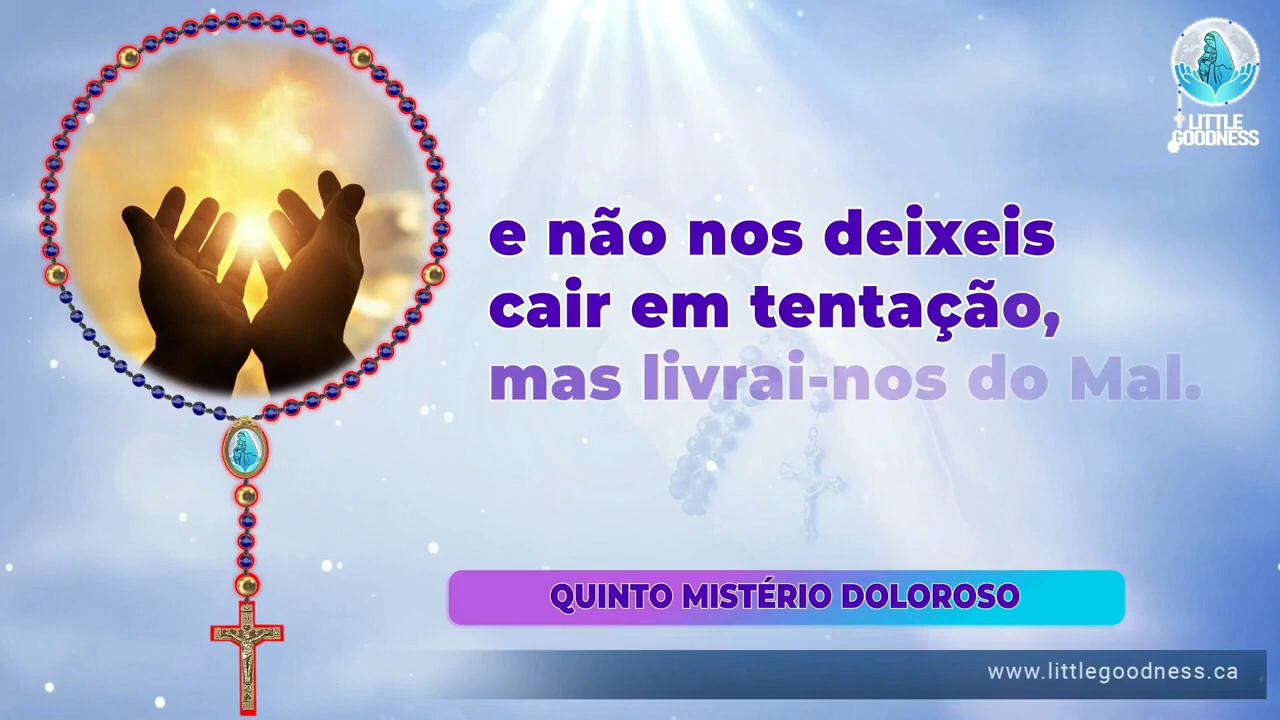 LITTLE
GOODNESS
e não nos deixeis
cair em tentação,
mas livrai-nos do Mal.
QUINTO MISTÉRIO DOLOROSO
www.littlegoodness.ca